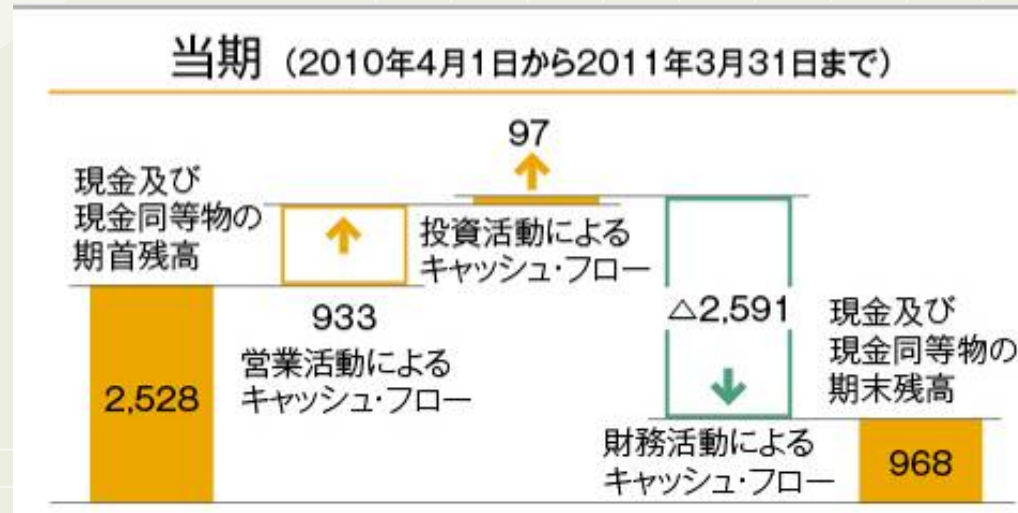 当期（2010年4月1日から2011年3月31日まで）
現金及び
現金同等物の
期首残高
2,528
933
営業活動による
キャッシュ・フロー
97
投資活動による
キャッシュ・フロー
△2,591
財務活動による
キャッシュ・フロー
現金及び
現金同等物の
期末残高
968